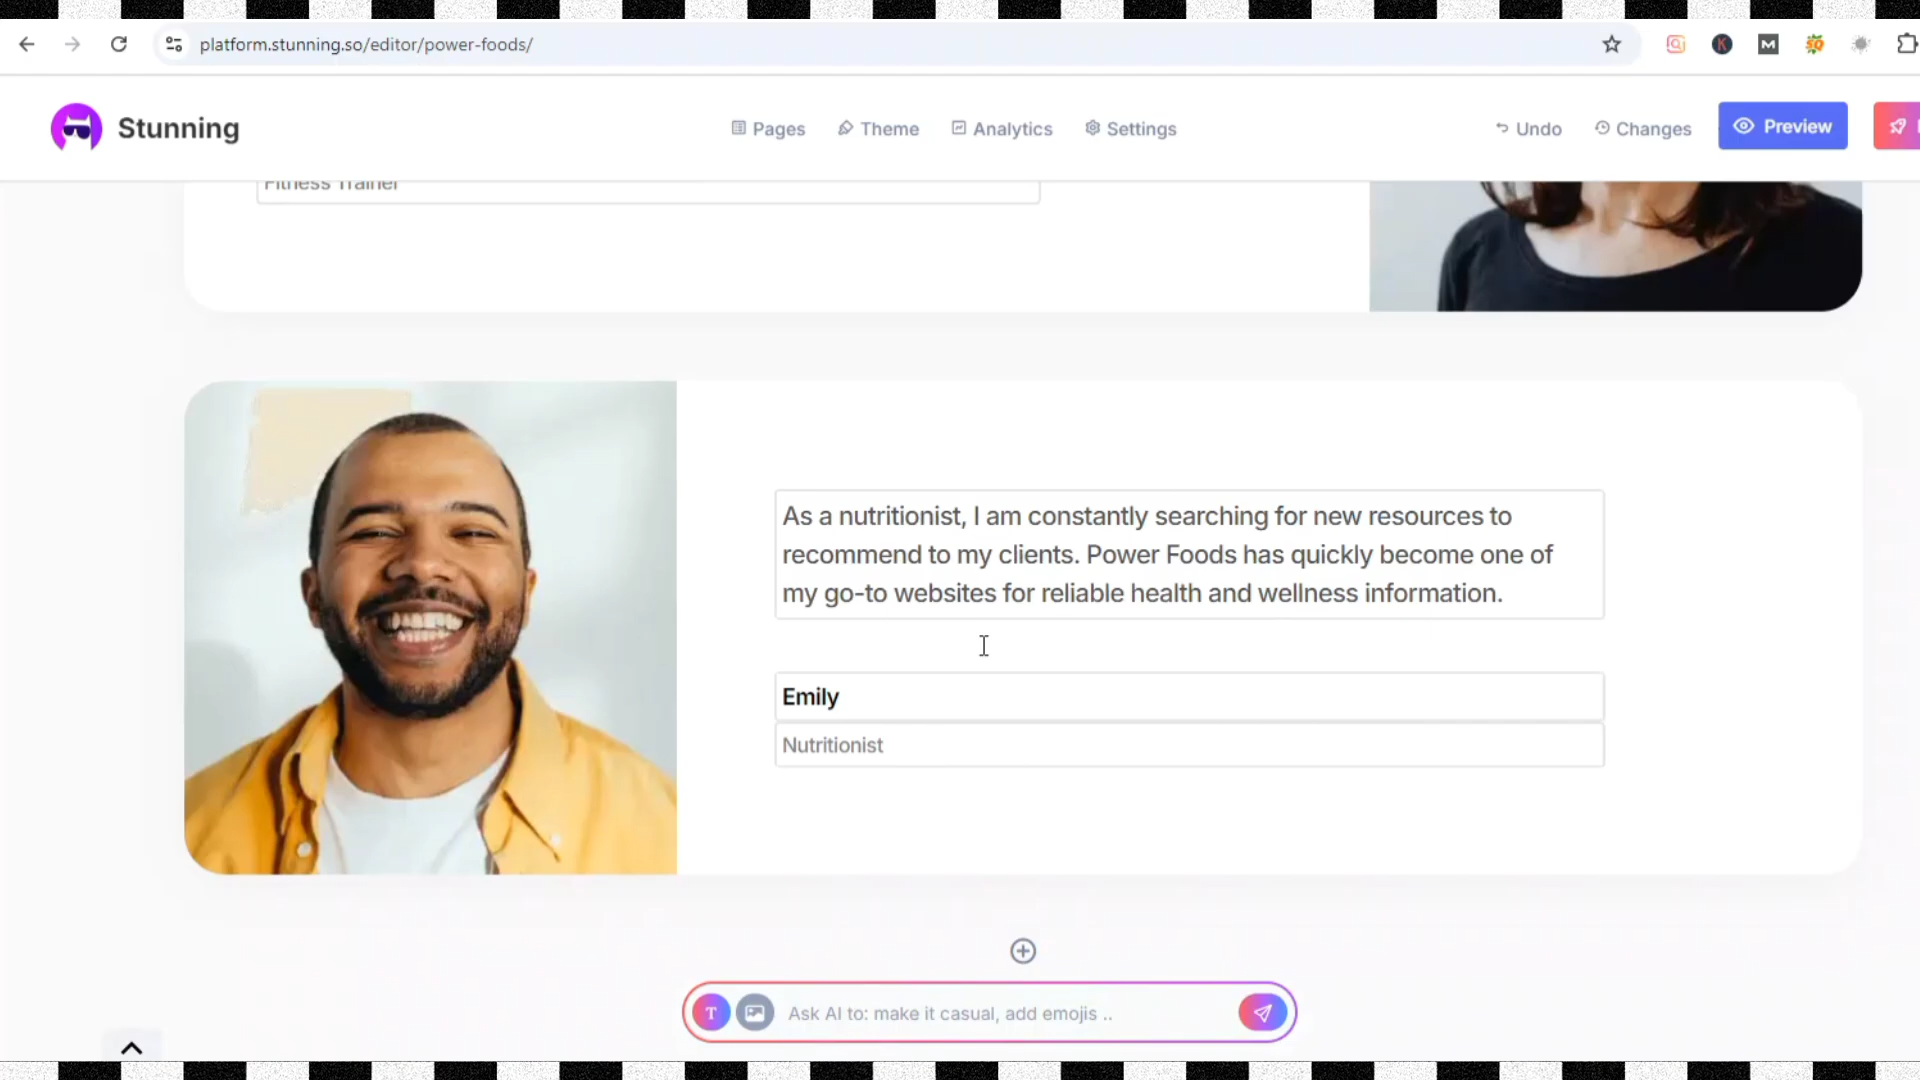 platform.stunning.so/editor/power-foods/
Stunning
Pages
Theme
Analytics
Settings
Undo
Changes
Preview
Fitness Trainer
As a nutritionist, I am constantly searching for new resources to
recommend to my clients. Power Foods has quickly become one of
my go-to websites for reliable health and wellness information.
Emily
Nutritionist
T
Ask AI to: make it casual, add emojis ..